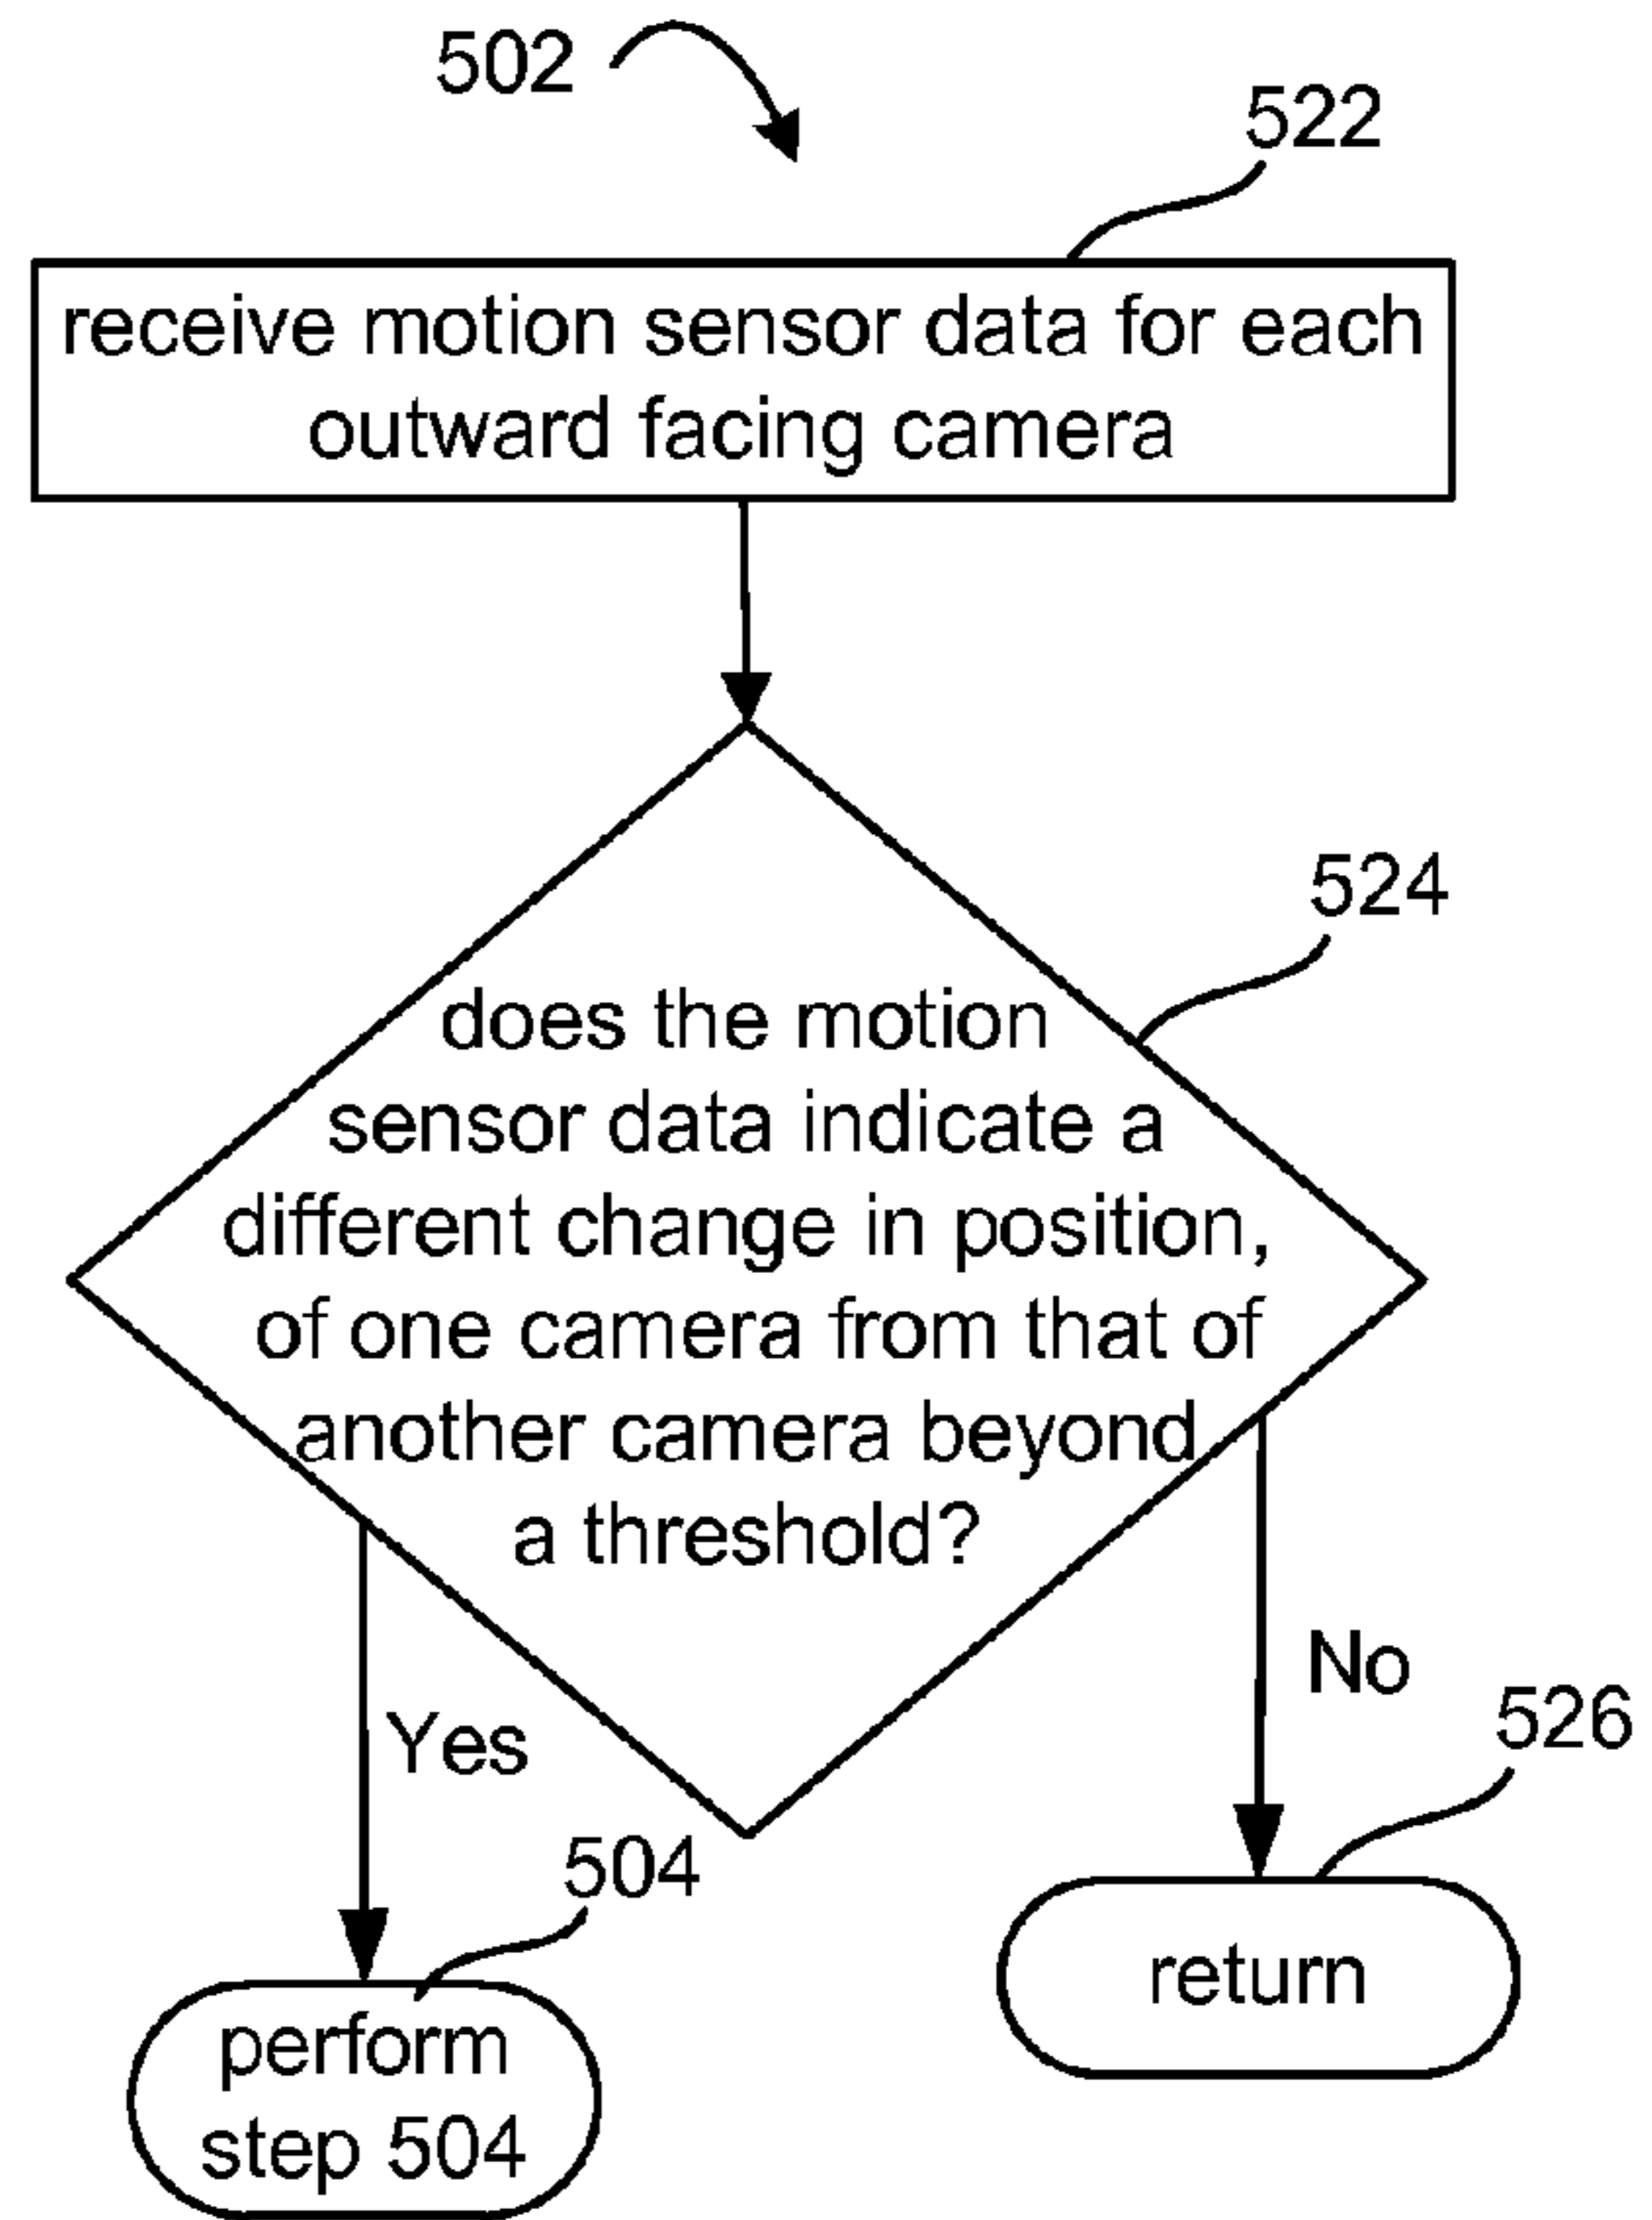 502
522
receive motion sensor data for each
outward facing camera
524
does the motion
sensor data indicate a
different change in position,
of one camera from that of
another camera beyond
a threshold?
Yes
No
526
504
return
perform
step 504